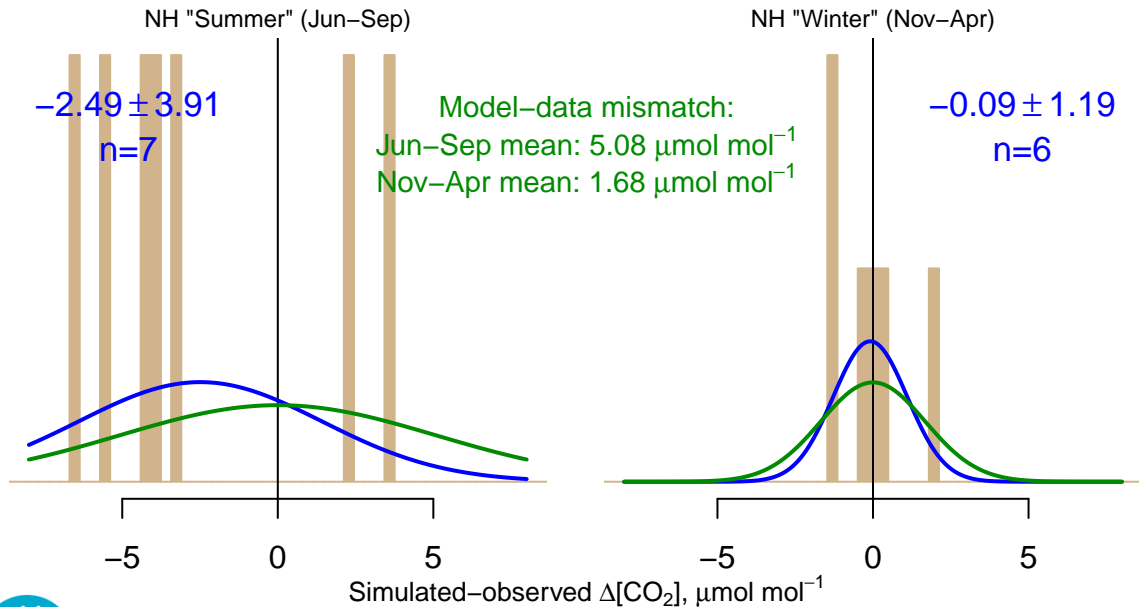 NH "Summer" (Jun−Sep)
NH "Winter" (Nov−Apr)
−2.49 ± 3.91
n=7
Model−data mismatch:
Jun−Sep mean: 5.08 μmol mol⁻¹
Nov−Apr mean: 1.68 μmol mol⁻¹
−0.09 ± 1.19
n=6
−5 0 5
−5 0 5
Simulated−observed Δ[CO₂], μmol mol⁻¹